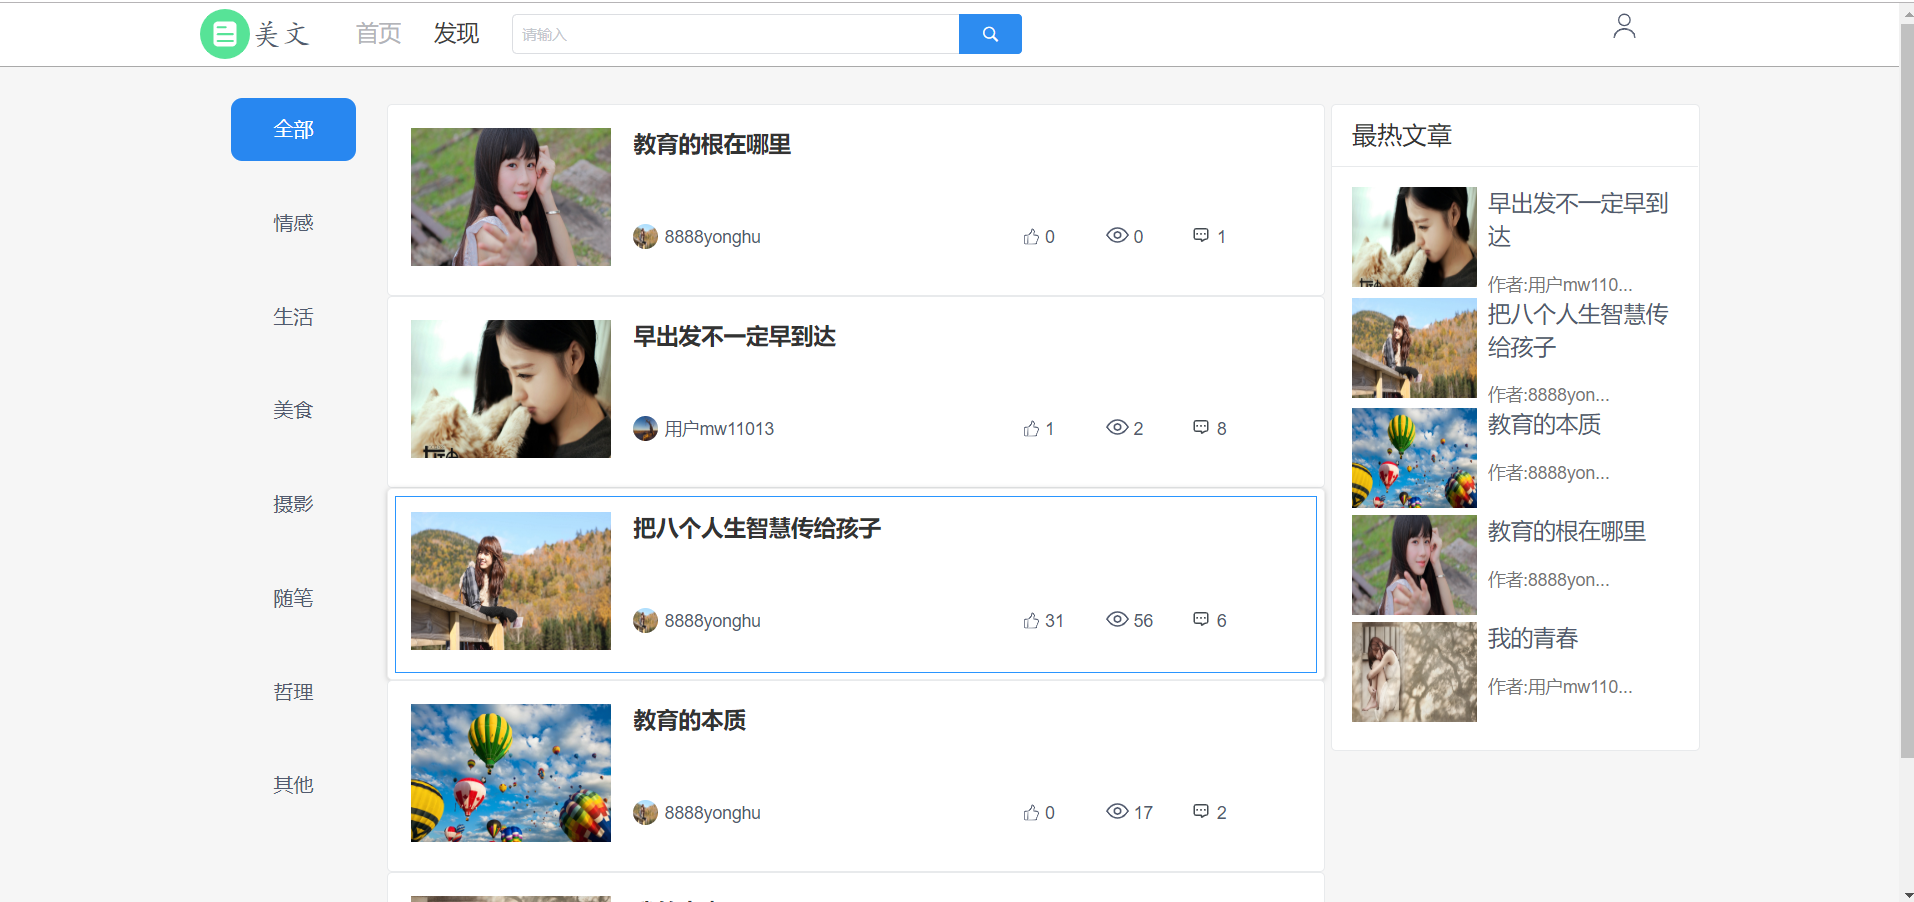 美文
首页
发现
请输入
全部
情感
生活
美食
摄影
随笔
哲理
其他
教育的根在哪里
8888yonghu
0
0
1
早出发不一定早到达
用户mw11013
1
2
8
把八个人生智慧传给孩子
8888yonghu
31
56
6
教育的本质
8888yonghu
0
17
2
最热文章
早出发不一定早到
达
作者:用户mw110...
把八个人生智慧传
给孩子
作者:8888yon...
教育的本质
作者:8888yon...
教育的根在哪里
作者:8888yon...
我的青春
作者:用户mw110...